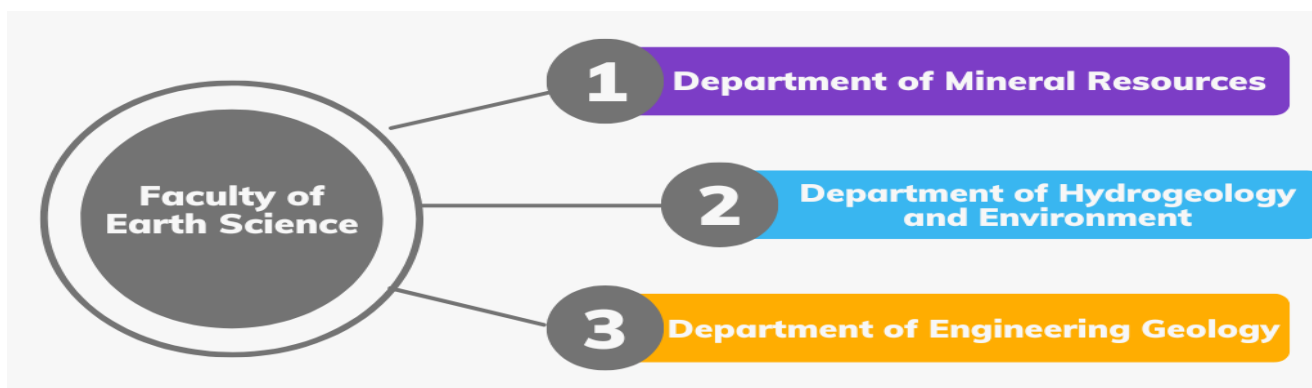 Faculty of
Earth Science
1
Department of Mineral Resources
2
Department of Hydrogeology
and Environment
3
Department of Engineering Geology